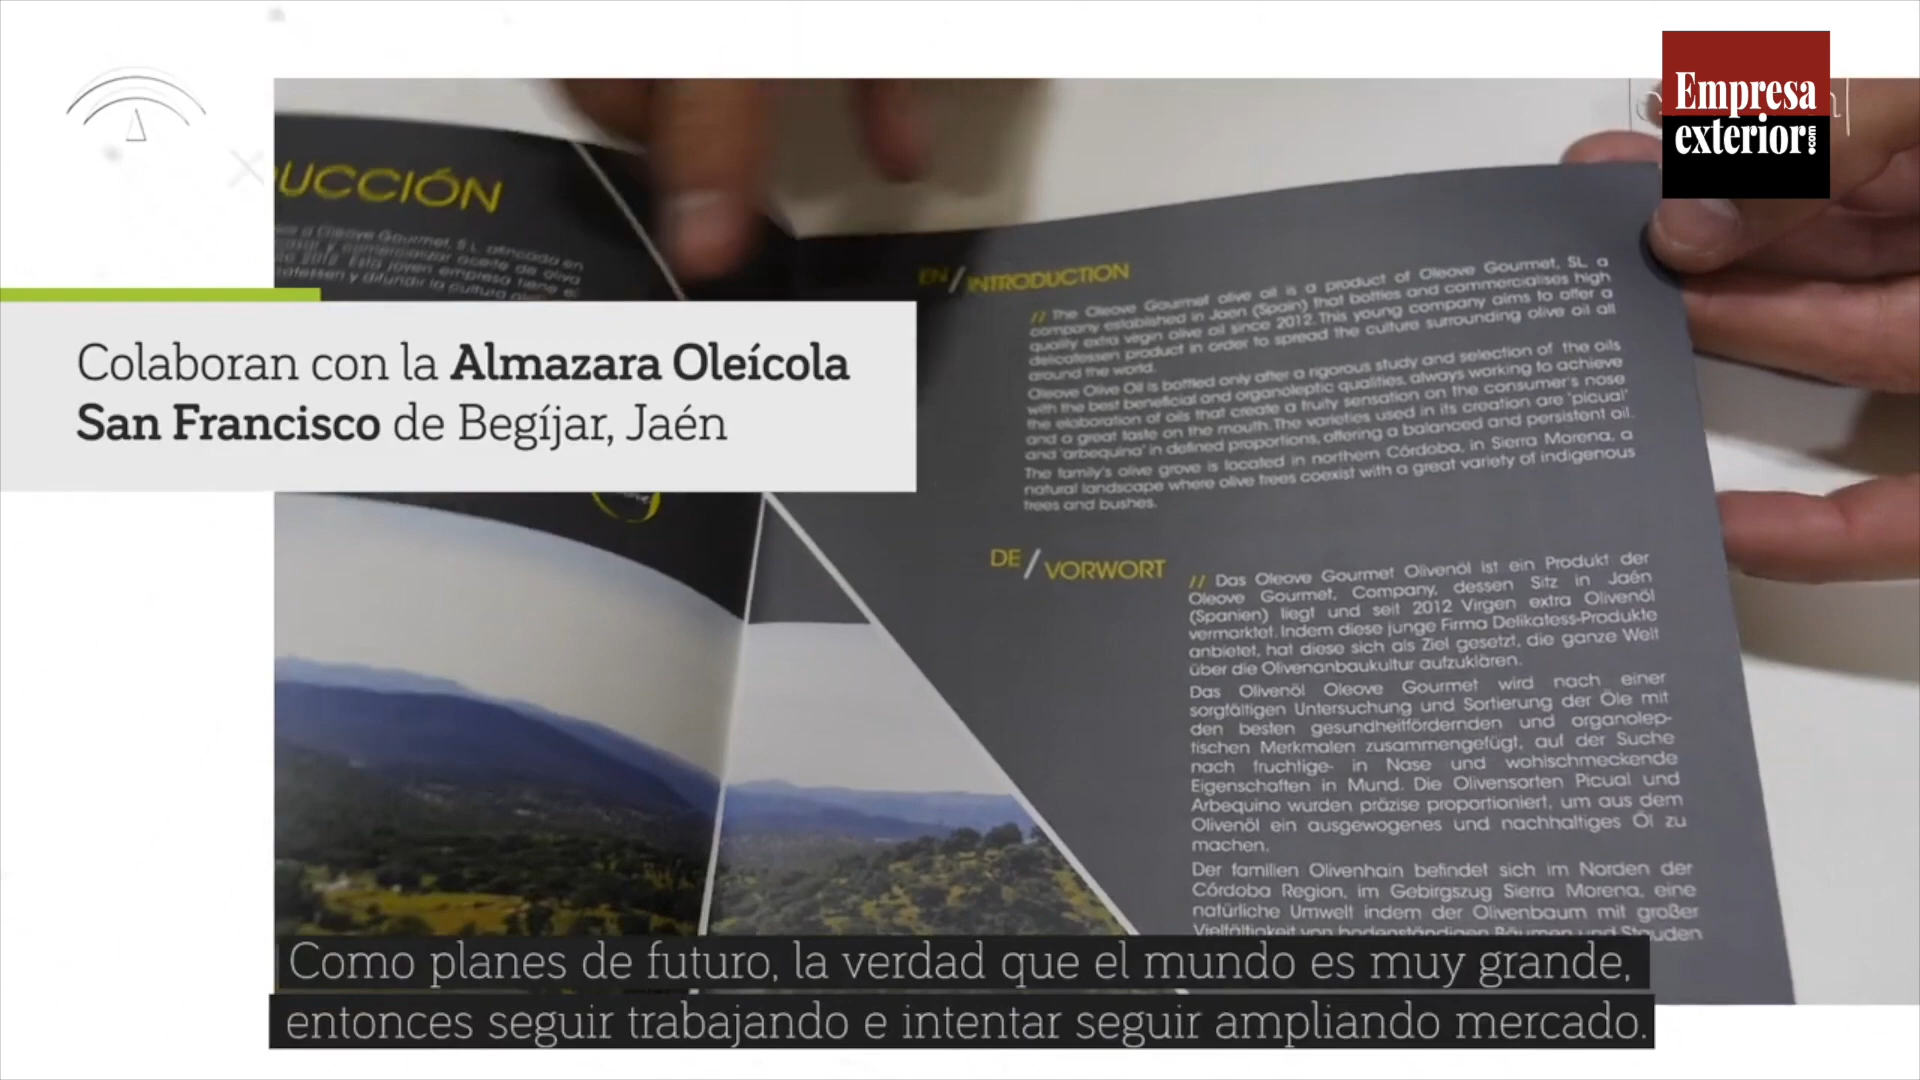 Empresa
exterior.com
UCCIÓN
Colaboran con la Almazara Oleícola
San Francisco de Begíjar, Jaén
EN/INTRODUCTION
// The Oleove Gourmet olive oil is a product of Oleove Gourmet, SL a
company established in Jaen (Spain) that bottles and commercialises high
quality extra virgin olive oil since 2012. This young company aims to offer a
delicatessen product in order to spread the culture surrounding olive oil all
around the world.
Oleove Olive Oil is bottled only after a rigorous study and selection of the oils
with the best beneficial and organoleptic qualities, always working to achieve
the elaboration of oils that create a fruity sensation on the consumer's nose
and a great taste on the mouth. The varieties used in its creation are 'picual'
and 'arbequina' in defined proportions, offering a balanced and persistent oil.
The family's olive grove is located in northern Córdoba, in Sierra Morena, a
natural landscape where olive trees coexist with a great variety of indigenous
trees and bushes.
DE/VORWORT
// Das Oleove Gourmet Olivenöl ist ein Produkt der
Oleove Gourmet, Company, dessen Sitz in Jaén
(Spanien) liegt und seit 2012 Virgen extra Olivenöl
vermarktet. Indem diese junge Firma Delikatess-Produkte
anbietet, hat diese sich als Ziel gesetzt, die ganze Welt
über die Olivenanbaukultur aufzuklären.
Das Olivenöl Oleove Gourmet wird nach einer
sorgfältigen Untersuchung und Sortierung der Öle mit
den besten gesundheitfördernden und organolep-
tischen Merkmalen zusammengefügt, auf der Suche
nach fruchtige- in Nase und wohlschmeckende
Eigenschaften in Mund. Die Olivensorten Picual und
Arbequino wurden präzise proportioniert, um aus dem
Olivenöl ein ausgewogenes und nachhaltiges Öl zu
machen.
Der familien Olivenhain befindet sich im Norden der
Córdoba Region, im Gebirgszug Sierra Morena, eine
natürliche Umwelt indem der Olivenbaum mit großer
Vielfältigkeit von bodenständigen Bäumen und Stauden
Como planes de futuro, la verdad que el mundo es muy grande,
entonces seguir trabajando e intentar seguir ampliando mercado.